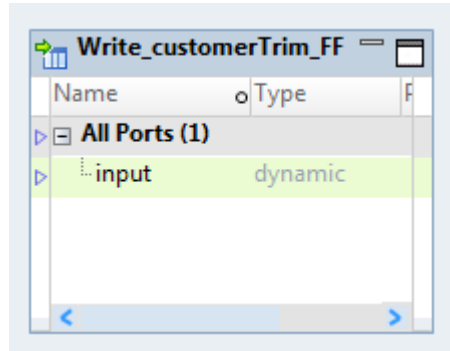 Write_customerTrim_FF
Name Type
All Ports (1)
input dynamic